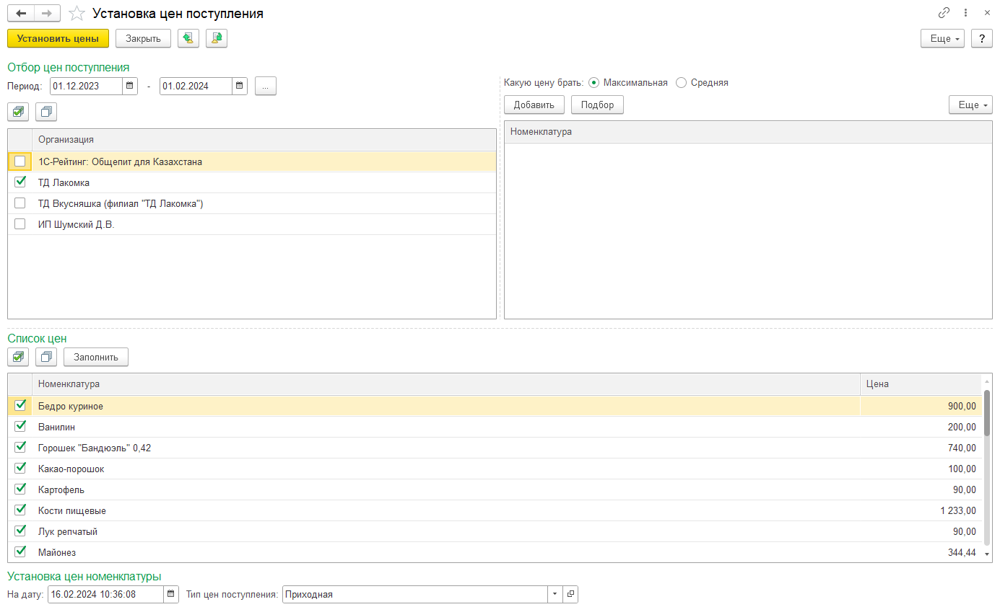 Установка цен поступления
Установить цены Закрыть Еще ?
Отбор цен поступления
Период: 01.12.2023 - 01.02.2024 ...
Какую цену брать: Максимальная Средняя
Добавить Подбор Еще
Организация
1С-Рейтинг: Общепит для Казахстана
ТД Лакомка
ТД Вкусняшка (филиал "ТД Лакомка")
ИП Шумский Д.В.
Номенклатура
Список цен
Заполнить
Номенклатура Цена
Бедро куриное 900,00
Ванилин 200,00
Горошек "Бандюэль" 0,42 740,00
Какао-порошок 100,00
Картофель 90,00
Кости пищевые 1 233,00
Лук репчатый 90,00
Майонез 344,44
Установка цен номенклатуры
На дату: 16.02.2024 10:36:08 Тип цен поступления: Приходная